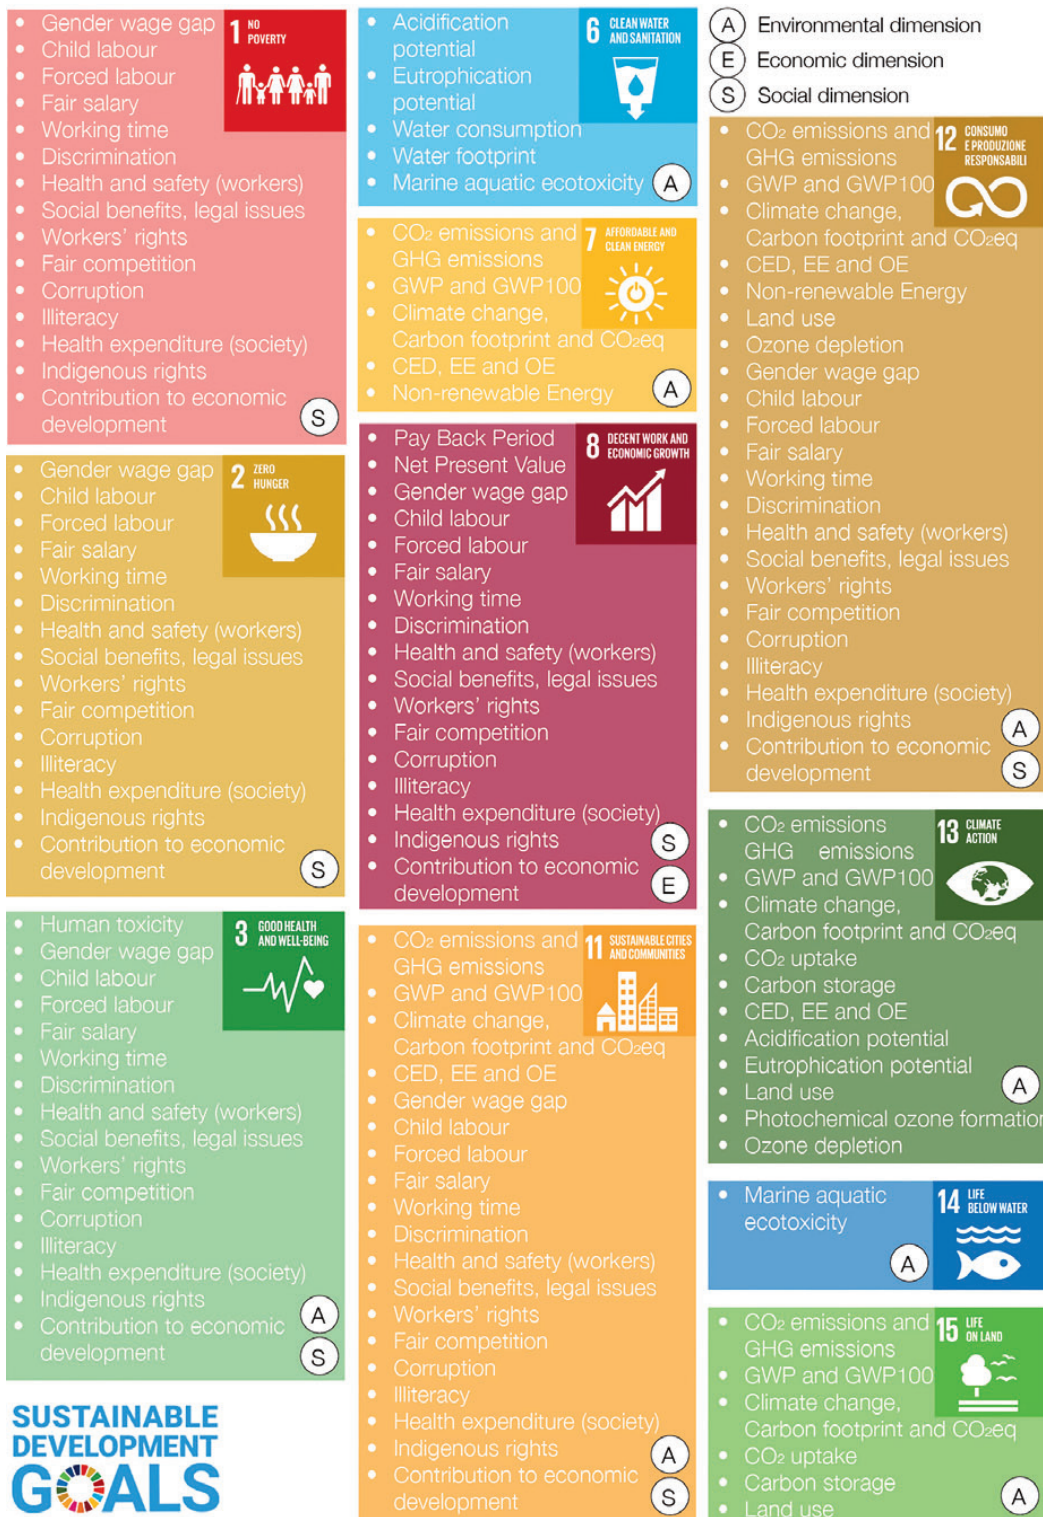 Gender wage gap
Child labour
Forced labour
Fair salary
Working time
Discrimination
Health and safety (workers)
Social benefits, legal issues
Workers' rights
Fair competition
Corruption
Illiteracy
Health expenditure (society)
Indigenous rights
Contribution to economic
development
1 NO
POVERTY
S
Gender wage gap
Child labour
Forced labour
Fair salary
Working time
Discrimination
Health and safety (workers)
Social benefits, legal issues
Workers' rights
Fair competition
Corruption
Illiteracy
Health expenditure (society)
Indigenous rights
Contribution to economic
development
2 ZERO
HUNGER
S
Human toxicity
Gender wage gap
Child labour
Forced labour
Fair salary
Working time
Discrimination
Health and safety (workers)
Social benefits, legal issues
Workers' rights
Fair competition
Corruption
Illiteracy
Health expenditure (society)
Indigenous rights
Contribution to economic
development
3 GOOD HEALTH
AND WELL-BEING
A
S
SUSTAINABLE
DEVELOPMENT
GOALS
Acidification
potential
Eutrophication
potential
Water consumption
Water footprint
Marine aquatic ecotoxicity
6 CLEAN WATER
AND SANITATION
A
CO2 emissions and
GHG emissions
GWP and GWP100
Climate change,
Carbon footprint and CO2eq
CED, EE and OE
Non-renewable Energy
7 AFFORDABLE AND
CLEAN ENERGY
A
Pay Back Period
Net Present Value
Gender wage gap
Child labour
Forced labour
Fair salary
Working time
Discrimination
Health and safety (workers)
Social benefits, legal issues
Workers' rights
Fair competition
Corruption
Illiteracy
Health expenditure (society)
Indigenous rights
Contribution to economic
development
8 DECENT WORK AND
ECONOMIC GROWTH
S
E
CO2 emissions and
GHG emissions
GWP and GWP100
Climate change,
Carbon footprint and CO2eq
CED, EE and OE
Gender wage gap
Child labour
Forced labour
Fair salary
Working time
Discrimination
Health and safety (workers)
Social benefits, legal issues
Workers' rights
Fair competition
Corruption
Illiteracy
Health expenditure (society)
Indigenous rights
Contribution to economic
development
11 SUSTAINABLE CITIES
AND COMMUNITIES
A
S
A Environmental dimension
E Economic dimension
S Social dimension
CO2 emissions and
GHG emissions
GWP and GWP100
Climate change,
Carbon footprint and CO2eq
CED, EE and OE
Non-renewable Energy
Land use
Ozone depletion
Gender wage gap
Child labour
Forced labour
Fair salary
Working time
Discrimination
Health and safety (workers)
Social benefits, legal issues
Workers' rights
Fair competition
Corruption
Illiteracy
Health expenditure (society)
Indigenous rights
Contribution to economic
development
12 CONSUMO
E PRODUZIONE
RESPONSABILI
A
S
CO2 emissions
GHG emissions
GWP and GWP100
Climate change,
Carbon footprint and CO2eq
CO2 uptake
Carbon storage
CED, EE and OE
Acidification potential
Eutrophication potential
Land use
Photochemical ozone formation
Ozone depletion
13 CLIMATE
ACTION
A
Marine aquatic
ecotoxicity
14 LIFE
BELOW WATER
A
CO2 emissions and
GHG emissions
GWP and GWP100
Climate change,
Carbon footprint and CO2eq
CO2 uptake
Carbon storage
Land use
15 LIFE
ON LAND
A